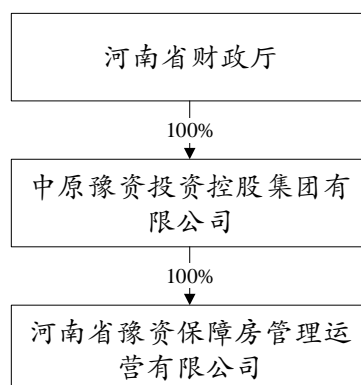 河南省财政厅
100%
中原豫资投资控股集团有
限公司
100%
河南省豫资保障房管理运
营有限公司